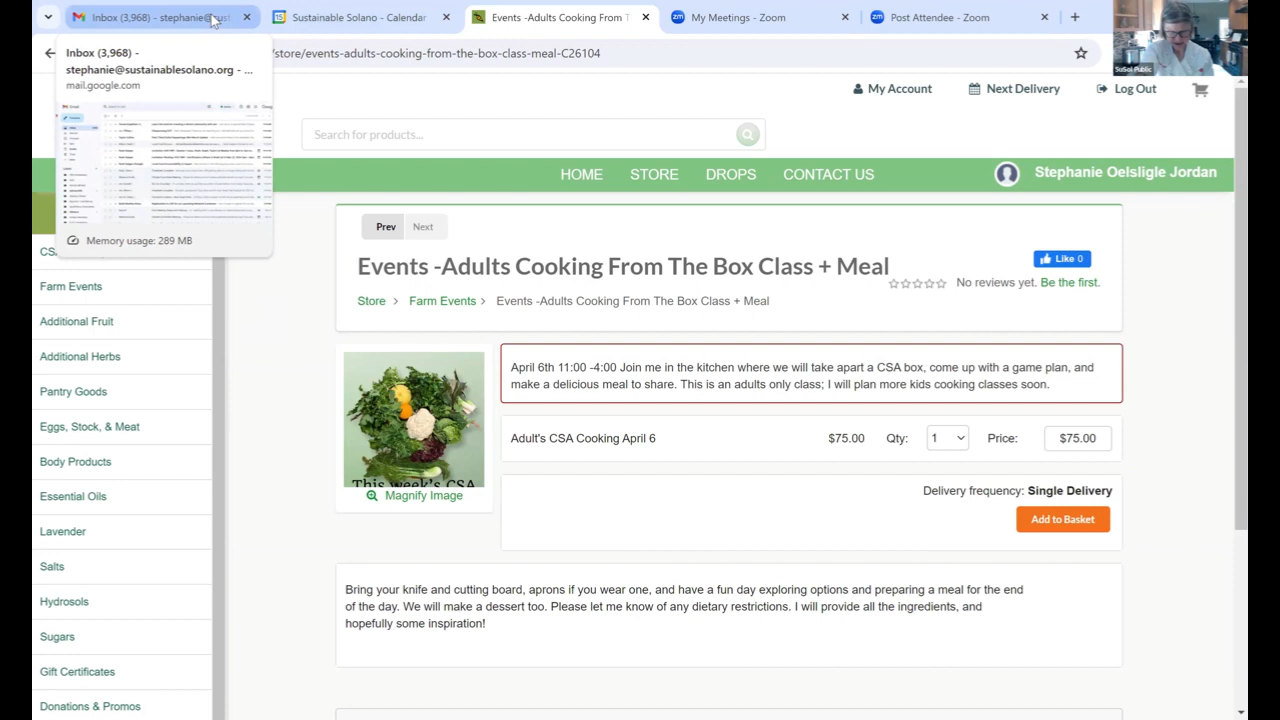 Inbox (3,968) - stephanie@sust
Sustainable Solano - Calendar
Events -Adults Cooking From T
My Meetings - Zoom
Post Attendee - Zoom
/store/events-adults-cooking-from-the-box-class-meal-C26104
Inbox (3,968) -
stephanie@sustainablesolano.org - ...
mail.google.com
Memory usage: 289 MB
SuSol Public
My Account
Next Delivery
Log Out
Search for products...
HOME
STORE
DROPS
CONTACT US
Stephanie Oelsligle Jordan
Farm Events
Additional Fruit
Additional Herbs
Pantry Goods
Eggs, Stock, & Meat
Body Products
Essential Oils
Lavender
Salts
Hydrosols
Sugars
Gift Certificates
Donations & Promos
Prev
Next
Events -Adults Cooking From The Box Class + Meal
Like 0
No reviews yet. Be the first.
Store > Farm Events > Events -Adults Cooking From The Box Class + Meal
This week's CSA
Magnify Image
April 6th 11:00 -4:00 Join me in the kitchen where we will take apart a CSA box, come up with a game plan, and
make a delicious meal to share. This is an adults only class; I will plan more kids cooking classes soon.
Adult's CSA Cooking April 6 $75.00 Qty: 1 Price: $75.00
Delivery frequency: Single Delivery
Add to Basket
Bring your knife and cutting board, aprons if you wear one, and have a fun day exploring options and preparing a meal for the end
of the day. We will make a dessert too. Please let me know of any dietary restrictions. I will provide all the ingredients, and
hopefully some inspiration!